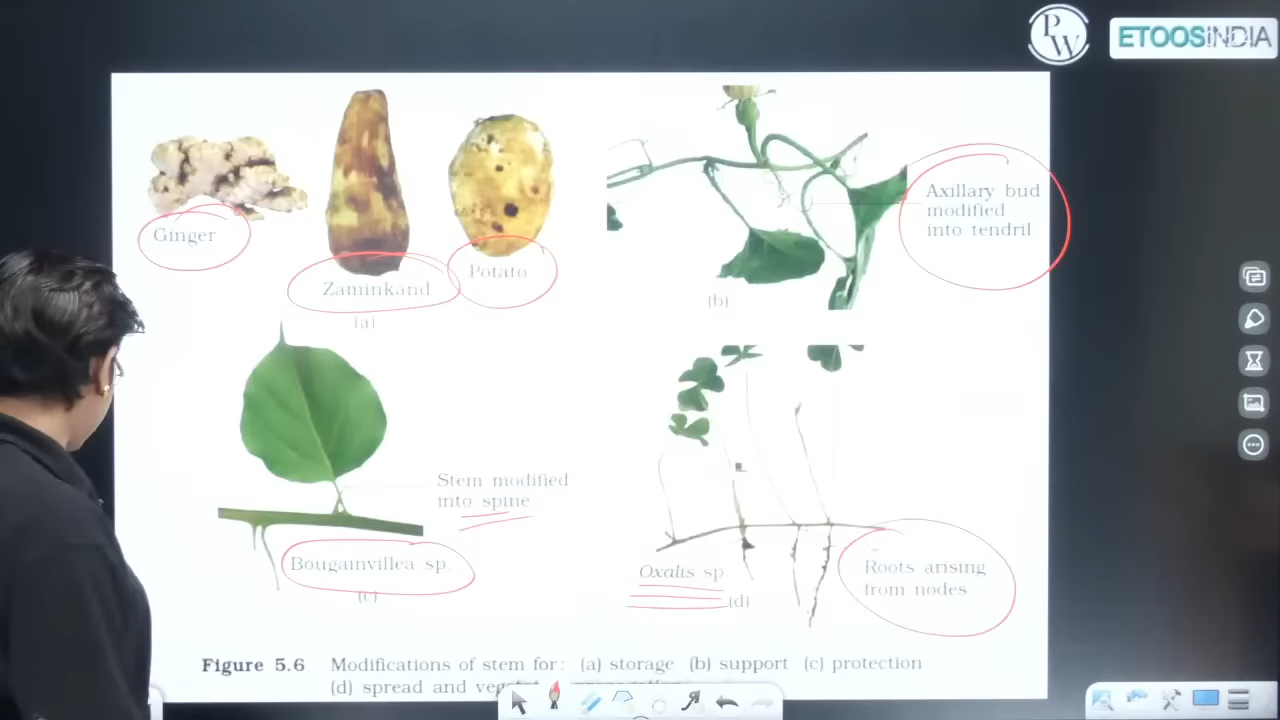 PW
ETOOSINDIA
Ginger
Zaminkand
Potato
(a)
Axillary bud
modified
into tendril
(b)
Stem modified
into spine
Bougainvillea sp.
(c)
Oxalis sp.
(d)
Roots arising
from nodes
Figure 5.6 Modifications of stem for: (a) storage (b) support (c) protection
(d) spread and